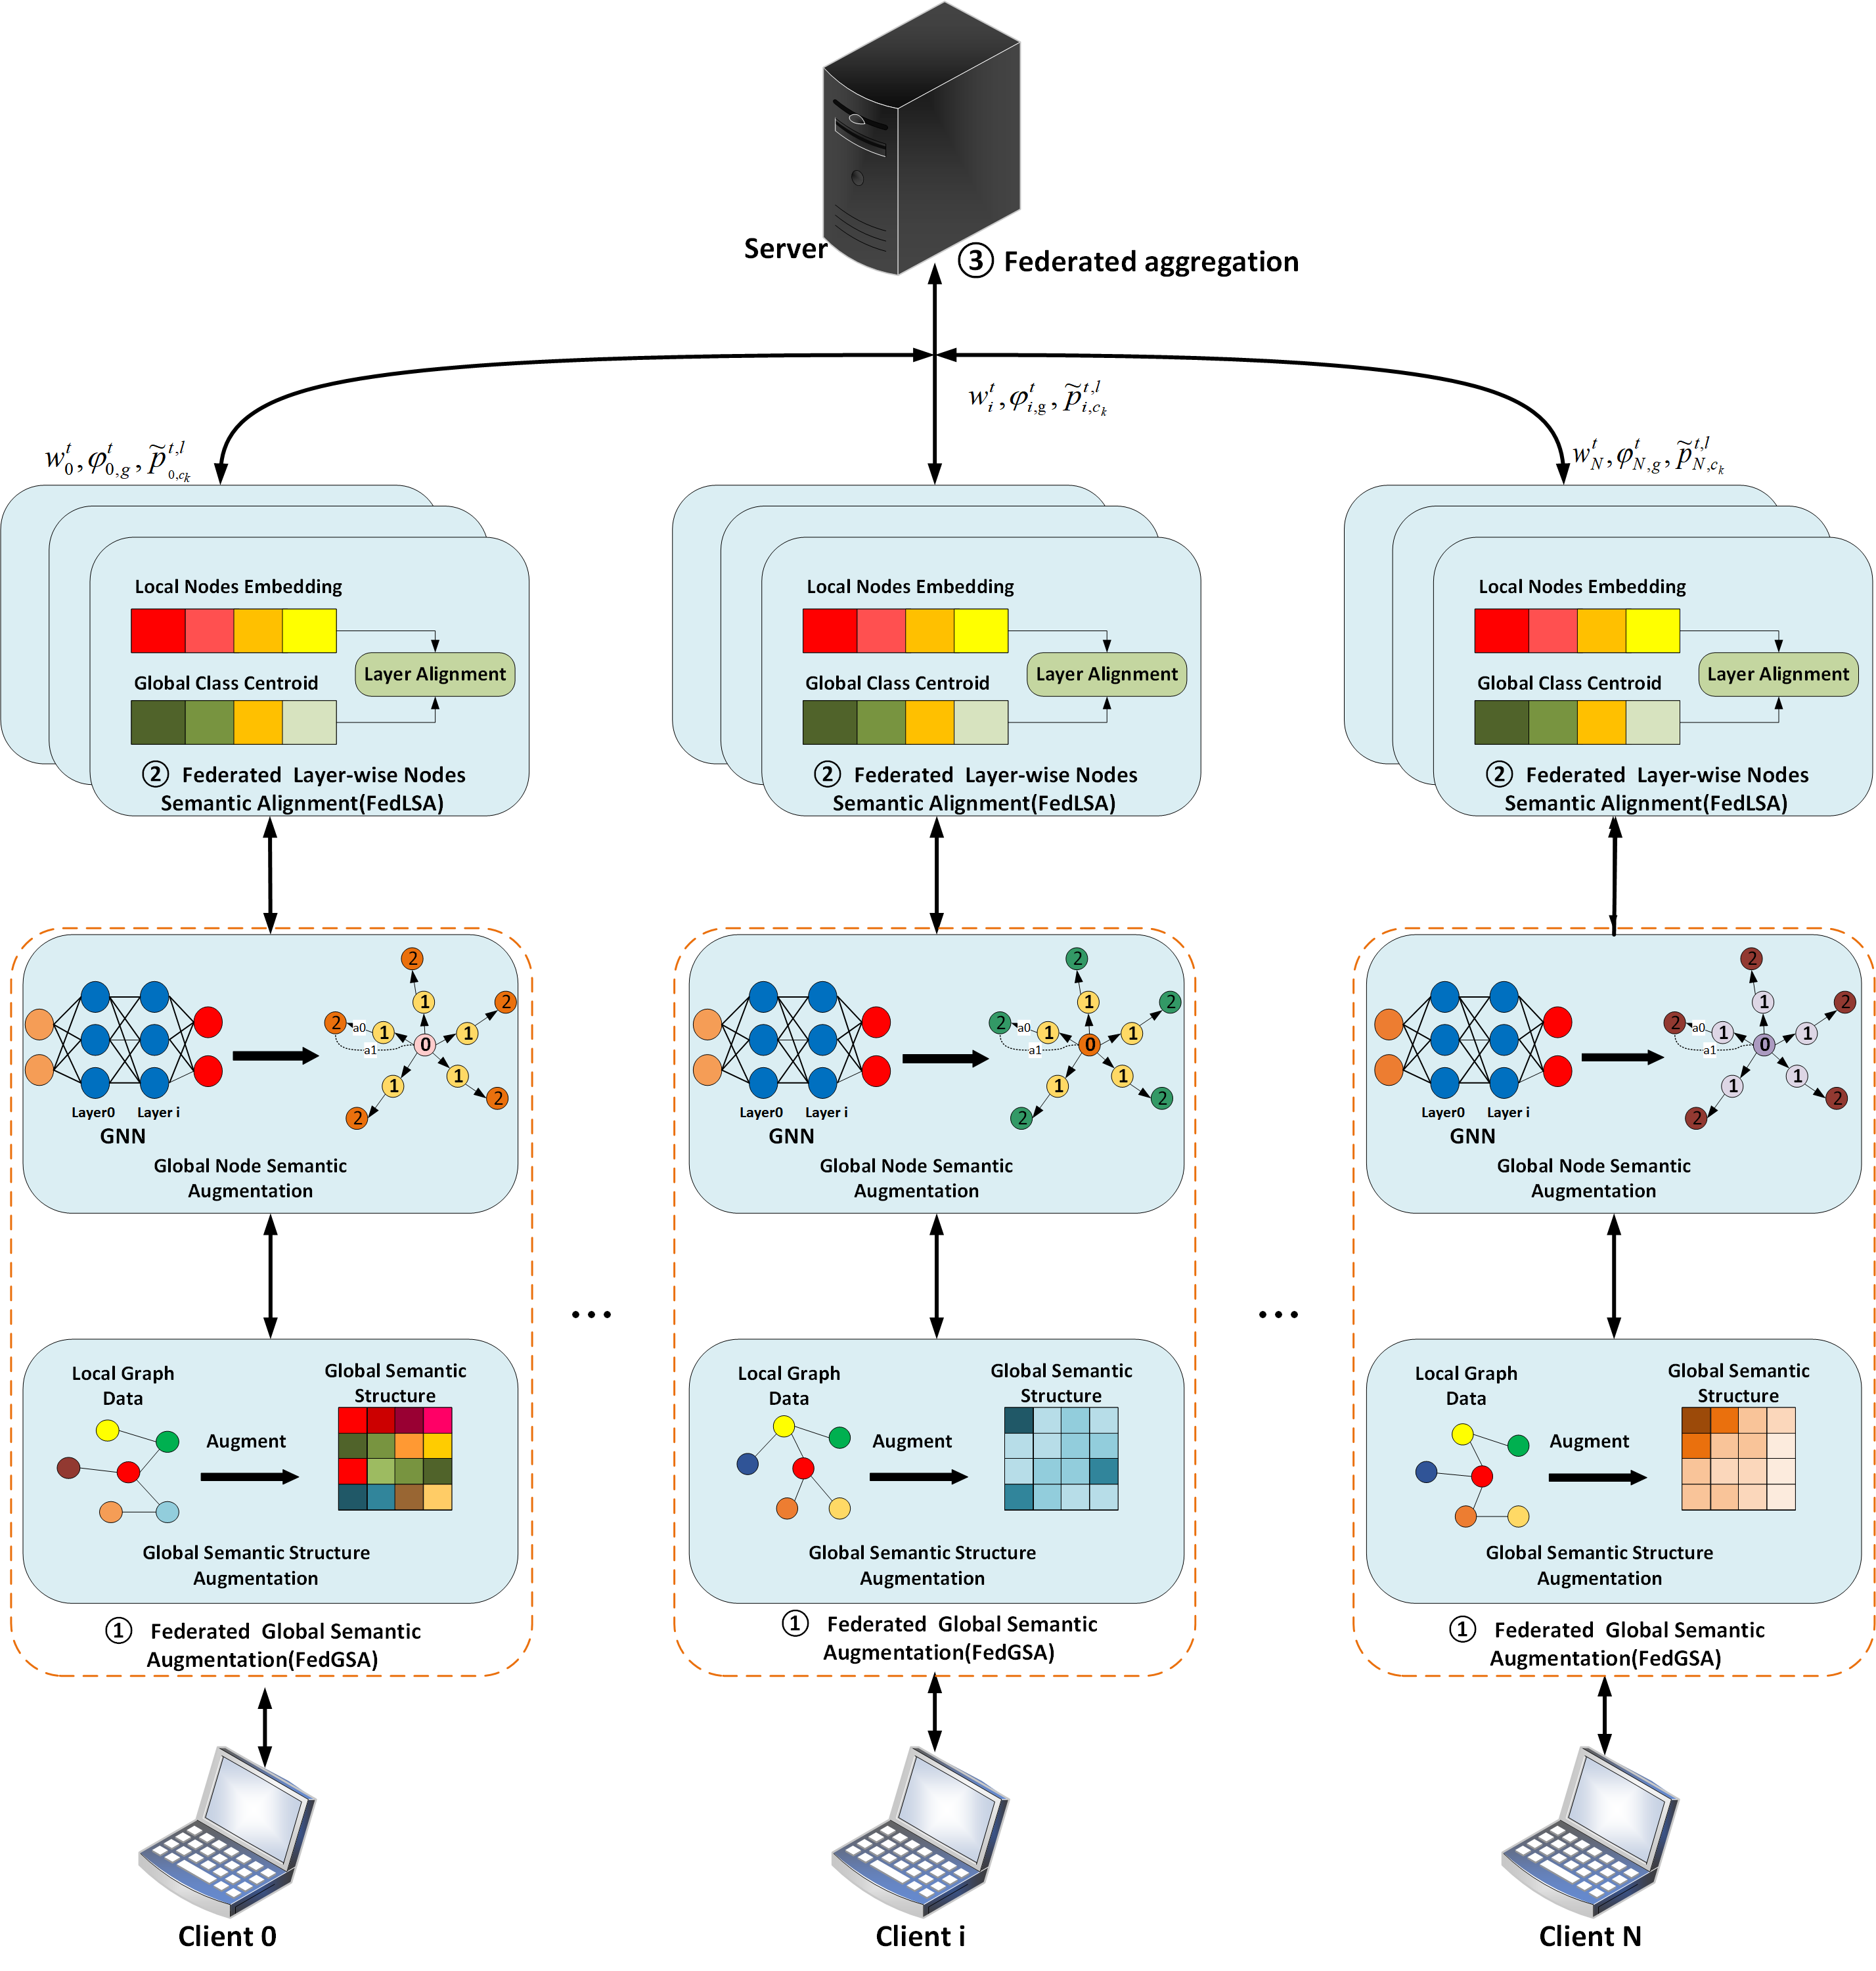 Server
③ Federated aggregation
w_i^t, φ_{i,g}^t, p̃_{i,c_k}^{t,l}
w_0^t, φ_{0,g}^t, p̃_{0,c_k}^{t,l}
w_N^t, φ_{N,g}^t, p̃_{N,c_k}^{t,l}
Local Nodes Embedding
Layer Alignment
Global Class Centroid
② Federated Layer-wise Nodes
Semantic Alignment(FedLSA)
Local Nodes Embedding
Layer Alignment
Global Class Centroid
② Federated Layer-wise Nodes
Semantic Alignment(FedLSA)
Local Nodes Embedding
Layer Alignment
Global Class Centroid
② Federated Layer-wise Nodes
Semantic Alignment(FedLSA)
2
1
2
2
a0
1
1
a1
0
1
1
2
2
Layer0
Layer i
GNN
Global Node Semantic
Augmentation
2
1
2
2
a0
1
1
a1
0
1
1
2
2
Layer0
Layer i
GNN
Global Node Semantic
Augmentation
2
1
2
2
a0
1
1
a1
0
1
1
2
2
Layer0
Layer i
GNN
Global Node Semantic
Augmentation
...
...
Local Graph
Data
Global Semantic
Structure
Augment
Global Semantic Structure
Augmentation
① Federated Global Semantic
Augmentation(FedGSA)
Local Graph
Data
Global Semantic
Structure
Augment
Global Semantic Structure
Augmentation
① Federated Global Semantic
Augmentation(FedGSA)
Local Graph
Data
Global Semantic
Structure
Augment
Global Semantic Structure
Augmentation
① Federated Global Semantic
Augmentation(FedGSA)
Client 0
Client i
Client N